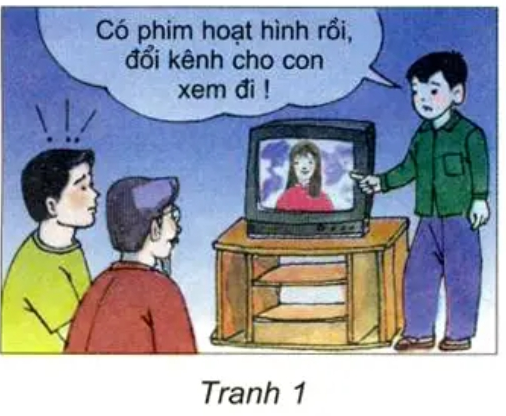 Có phim hoạt hình rồi,
đổi kênh cho con
xem đi !
Tranh 1